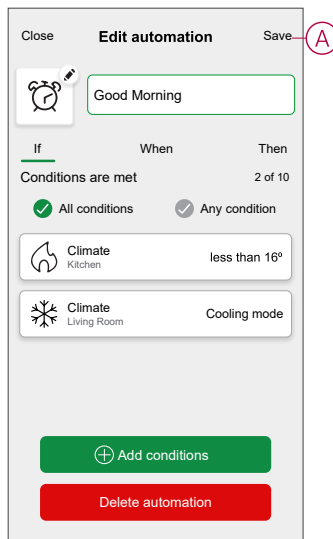 Close Edit automation Save
A
Good Morning
If When Then
Conditions are met 2 of 10
All conditions Any condition
Climate
Kitchen
less than 16º
Climate
Living Room
Cooling mode
Add conditions
Delete automation